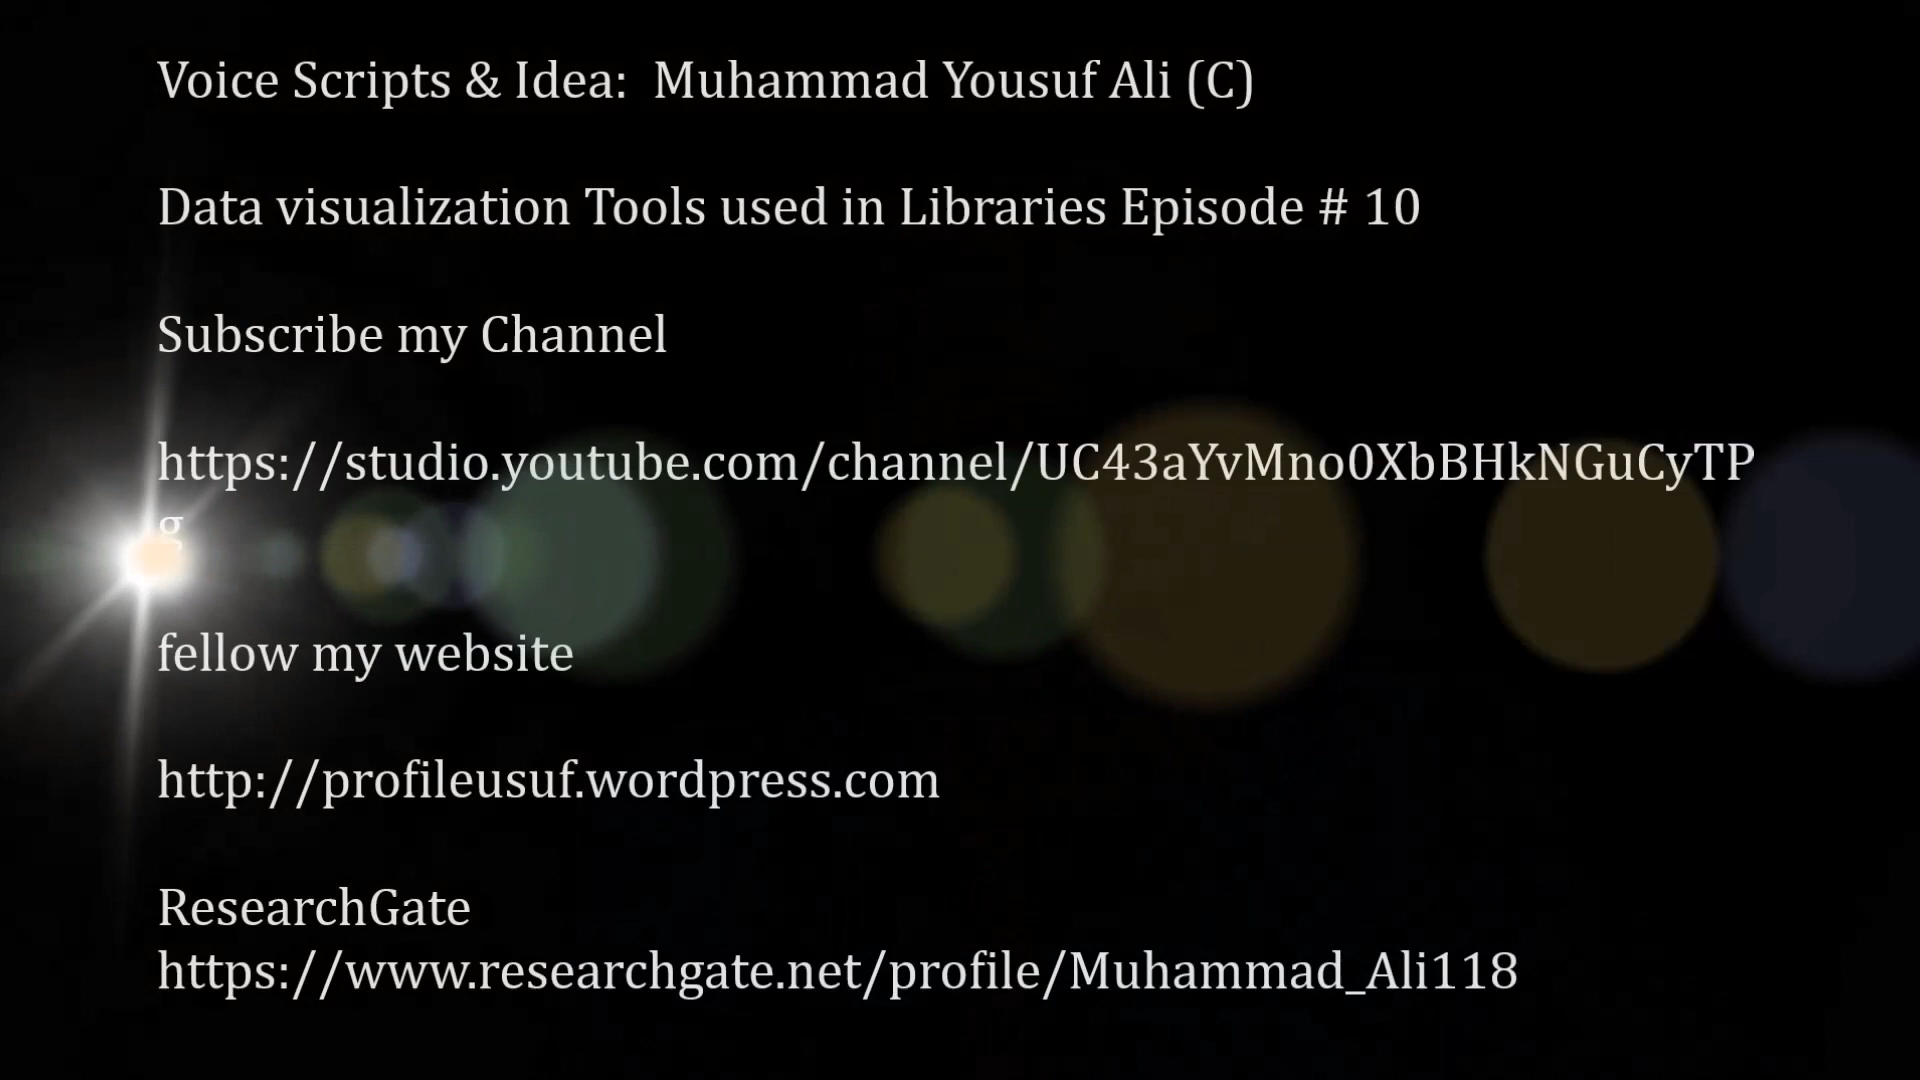 Voice Scripts & Idea:  Muhammad Yousuf Ali (C)
Data visualization Tools used in Libraries Episode # 10
Subscribe my Channel
https://studio.youtube.com/channel/UC43aYvMno0XbBHkNGuCyTP
g
fellow my website
http://profileusuf.wordpress.com
ResearchGate
https://www.researchgate.net/profile/Muhammad_Ali118